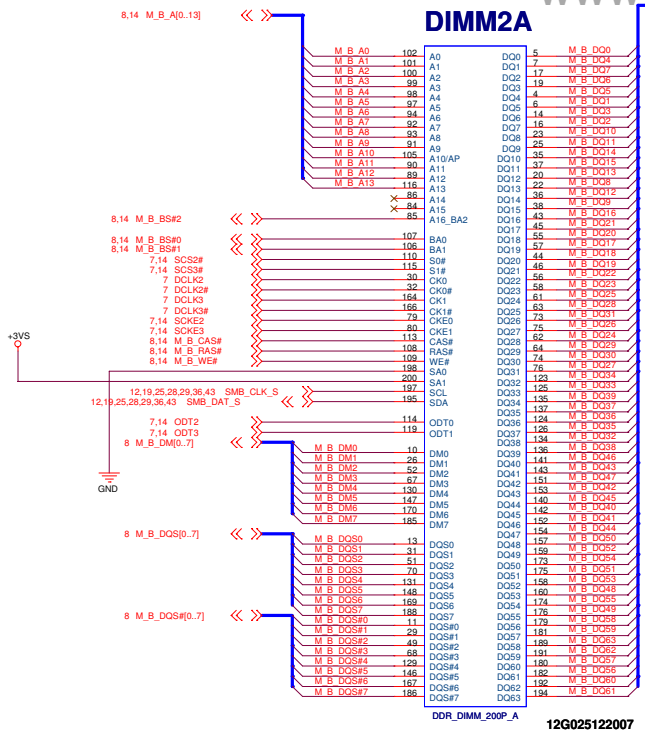 WWW
DIMM2A
8,14 M_B_A[0..13]
M_B_A0 102 A0
M_B_A1 101 A1
M_B_A2 100 A2
M_B_A3 99 A3
M_B_A4 98 A4
M_B_A5 97 A5
M_B_A6 94 A6
M_B_A7 92 A7
M_B_A8 93 A8
M_B_A9 91 A9
M_B_A10 105 A10/AP
M_B_A11 90 A11
M_B_A12 89 A12
M_B_A13 116 A13
86 A14
84 A15
8,14 M_B_BS#2 85 A16_BA2
8,14 M_B_BS#0 107 BA0
8,14 M_B_BS#1 106 BA1
7,14 SCS2# 110 S0#
7,14 SCS3# 115 S1#
7 DCLK2 30 CK0
7 DCLK2# 32 CK0#
7 DCLK3 164 CK1
7 DCLK3# 166 CK1#
7,14 SCKE2 79 CKE0
7,14 SCKE3 80 CKE1
8,14 M_B_CAS# 113 CAS#
8,14 M_B_RAS# 108 RAS#
8,14 M_B_WE# 109 WE#
198 SA0
+3VS
200 SA1
12,19,25,28,29,36,43 SMB_CLK_S 197 SCL
12,19,25,28,29,36,43 SMB_DAT_S 195 SDA
7,14 ODT2 114 ODT0
7,14 ODT3 119 ODT1
GND
8 M_B_DM[0..7]
M_B_DM0 10 DM0
M_B_DM1 26 DM1
M_B_DM2 52 DM2
M_B_DM3 67 DM3
M_B_DM4 130 DM4
M_B_DM5 147 DM5
M_B_DM6 170 DM6
M_B_DM7 185 DM7
8 M_B_DQS[0..7]
M_B_DQS0 13 DQS0
M_B_DQS1 31 DQS1
M_B_DQS2 51 DQS2
M_B_DQS3 70 DQS3
M_B_DQS4 131 DQS4
M_B_DQS5 148 DQS5
M_B_DQS6 169 DQS6
M_B_DQS7 188 DQS7
8 M_B_DQS#[0..7]
M_B_DQS#0 11 DQS#0
M_B_DQS#1 29 DQS#1
M_B_DQS#2 49 DQS#2
M_B_DQS#3 68 DQS#3
M_B_DQS#4 129 DQS#4
M_B_DQS#5 146 DQS#5
M_B_DQS#6 167 DQS#6
M_B_DQS#7 186 DQS#7
DQ0 5 M_B_DQ0
DQ1 7 M_B_DQ4
DQ2 17 M_B_DQ7
DQ3 19 M_B_DQ6
DQ4 4 M_B_DQ5
DQ5 6 M_B_DQ1
DQ6 14 M_B_DQ3
DQ7 16 M_B_DQ2
DQ8 23 M_B_DQ10
DQ9 25 M_B_DQ11
DQ10 35 M_B_DQ14
DQ11 37 M_B_DQ15
DQ12 20 M_B_DQ13
DQ13 22 M_B_DQ8
DQ14 36 M_B_DQ12
DQ15 38 M_B_DQ9
DQ16 43 M_B_DQ16
DQ17 45 M_B_DQ21
DQ18 55 M_B_DQ20
DQ19 57 M_B_DQ17
DQ20 44 M_B_DQ18
DQ21 46 M_B_DQ19
DQ22 56 M_B_DQ22
DQ23 58 M_B_DQ23
DQ24 61 M_B_DQ25
DQ25 63 M_B_DQ28
DQ26 73 M_B_DQ31
DQ27 75 M_B_DQ26
DQ28 62 M_B_DQ24
DQ29 64 M_B_DQ29
DQ30 74 M_B_DQ30
DQ31 76 M_B_DQ27
DQ32 123 M_B_DQ34
DQ33 125 M_B_DQ33
DQ34 135 M_B_DQ39
DQ35 137 M_B_DQ37
DQ36 124 M_B_DQ36
DQ37 126 M_B_DQ35
DQ38 134 M_B_DQ32
DQ39 136 M_B_DQ38
DQ40 141 M_B_DQ46
DQ41 143 M_B_DQ43
DQ42 151 M_B_DQ47
DQ43 153 M_B_DQ42
DQ44 140 M_B_DQ45
DQ45 142 M_B_DQ40
DQ46 152 M_B_DQ41
DQ47 154 M_B_DQ44
DQ48 157 M_B_DQ50
DQ49 159 M_B_DQ52
DQ50 173 M_B_DQ54
DQ51 175 M_B_DQ51
DQ52 158 M_B_DQ53
DQ53 160 M_B_DQ48
DQ54 174 M_B_DQ55
DQ55 176 M_B_DQ49
DQ56 179 M_B_DQ58
DQ57 181 M_B_DQ59
DQ58 189 M_B_DQ63
DQ59 191 M_B_DQ62
DQ60 180 M_B_DQ57
DQ61 182 M_B_DQ56
DQ62 192 M_B_DQ60
DQ63 194 M_B_DQ61
DDR_DIMM_200P_A
12G025122007